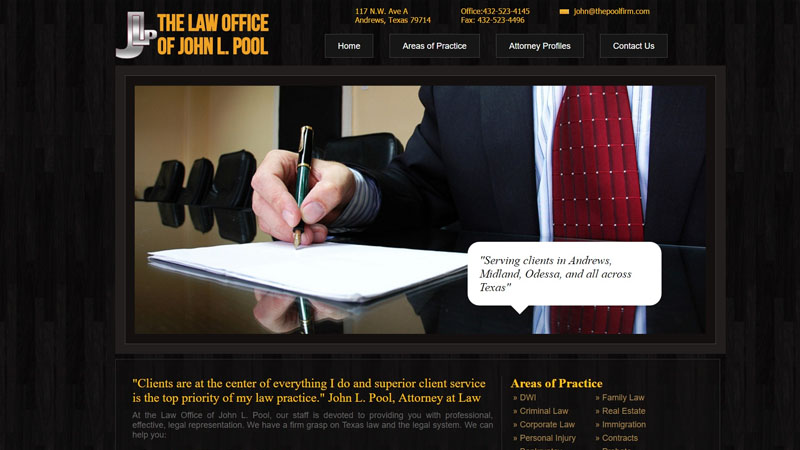 JLP
THE LAW OFFICE
OF JOHN L. POOL
117 N.W. Ave A
Andrews, Texas 79714
Office:432-523-4145
Fax: 432-523-4496
john@thepoolfirm.com
Home
Areas of Practice
Attorney Profiles
Contact Us
"Serving clients in Andrews,
Midland, Odessa, and all across
Texas"
"Clients are at the center of everything I do and superior client service
is the top priority of my law practice." John L. Pool, Attorney at Law
At the Law Office of John L. Pool, our staff is devoted to providing you with professional,
effective, legal representation. We have a firm grasp on Texas law and the legal system. We can
help you:
Areas of Practice
» DWI
» Criminal Law
» Corporate Law
» Personal Injury
» Family Law
» Real Estate
» Immigration
» Contracts